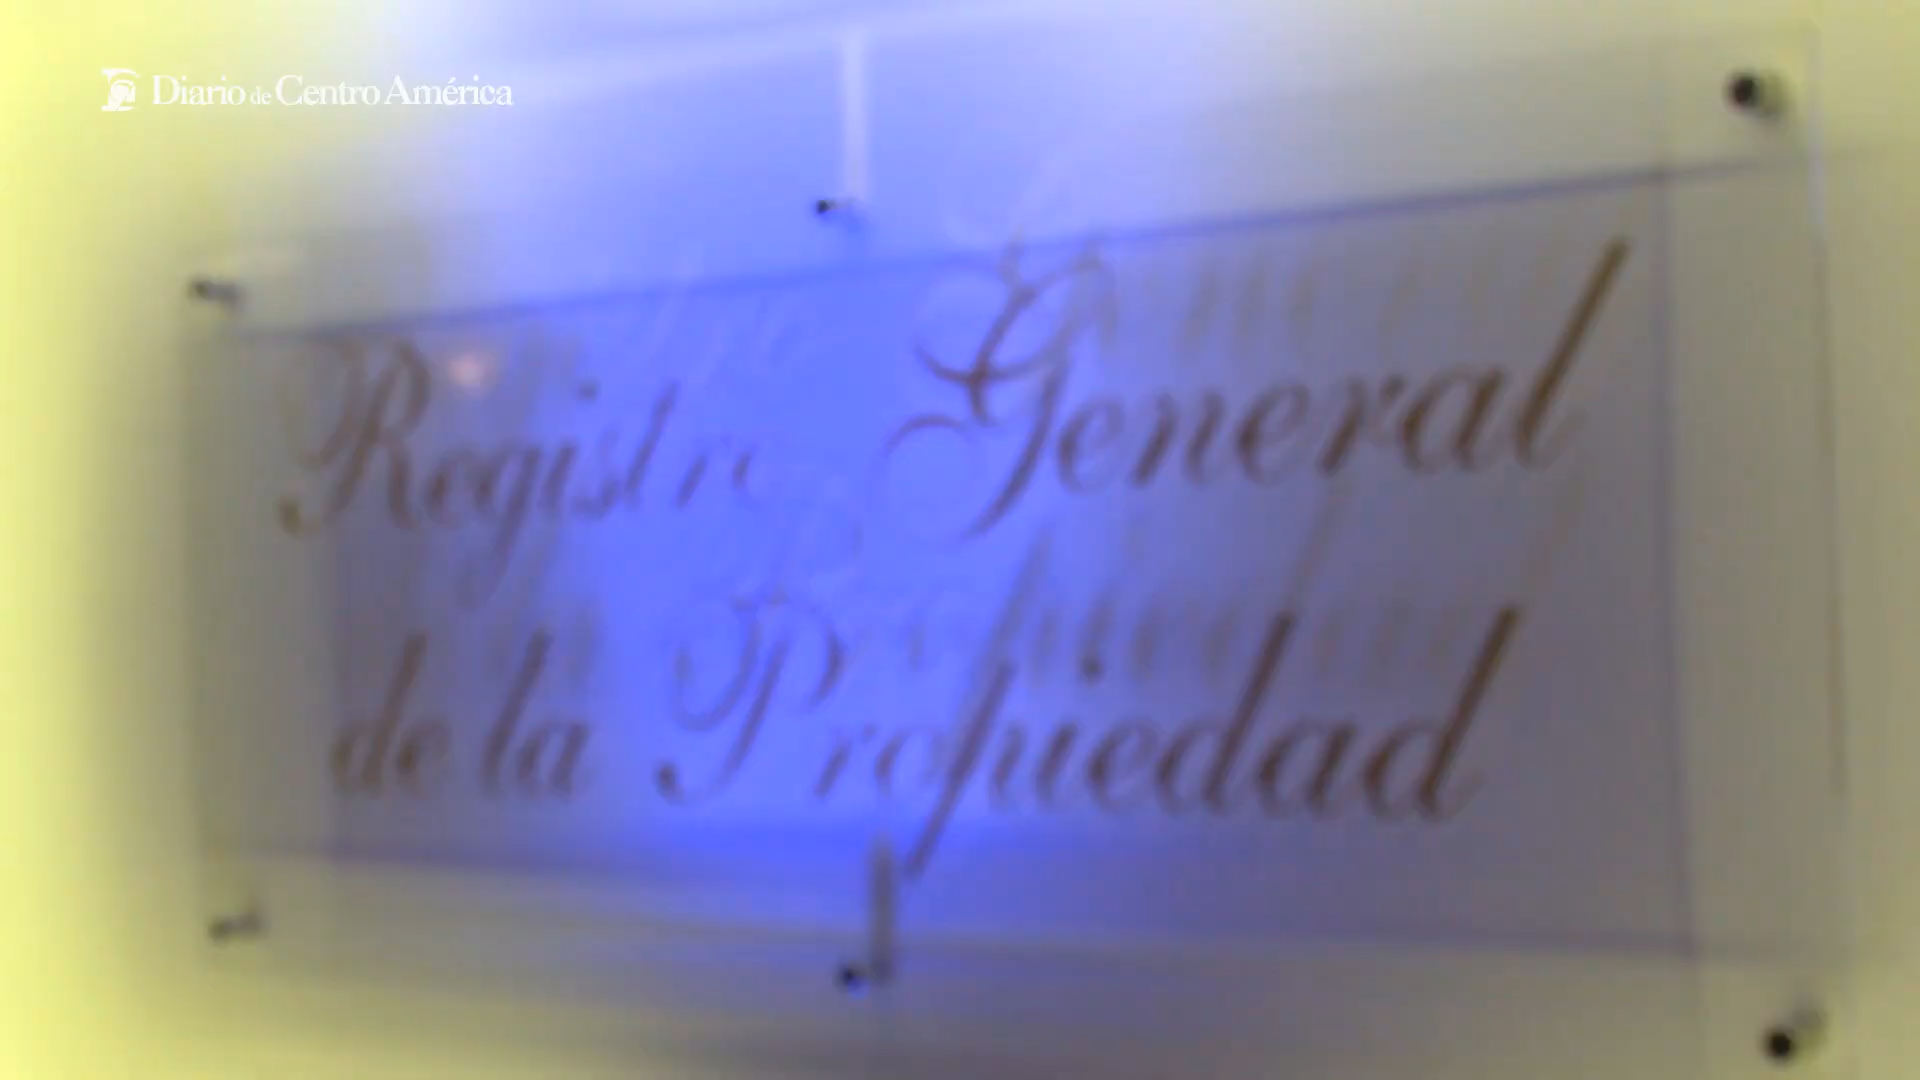 Diario de Centro América
Registro General
de la Propiedad